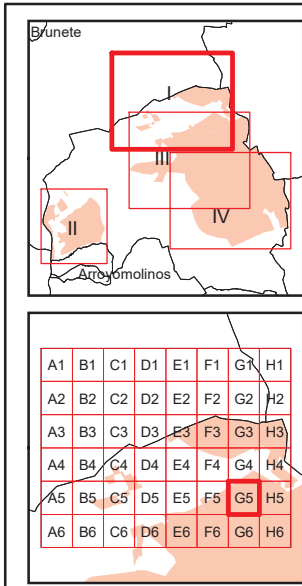 Brunete
I
III
IV
II
Arroyomolinos
A1 B1 C1 D1 E1 F1 G1 H1
A2 B2 C2 D2 E2 F2 G2 H2
A3 B3 C3 D3 E3 F3 G3 H3
A4 B4 C4 D4 E4 F4 G4 H4
A5 B5 C5 D5 E5 F5 G5 H5
A6 B6 C6 D6 E6 F6 G6 H6